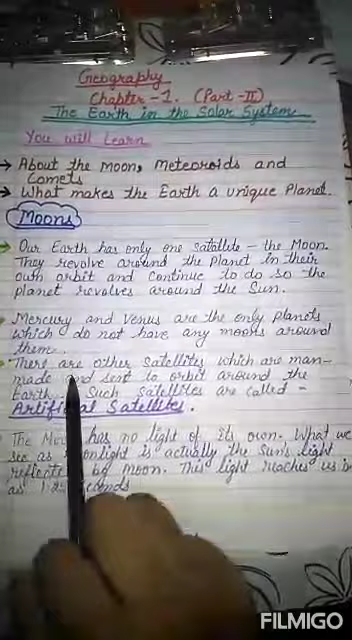 Geography
Chapter-1. (Part-II)
The Earth in the Solar System
You will Learn
→ About the Moon, Meteoroids and
Comets
→ What makes the Earth a unique Planet.
Moons
→ Our Earth has only one satellite - the Moon.
They revolve around the planet in their
own orbit and continue to do so the
planet revolves around the Sun.
Mercury and Venus are the only planets
which do not have any moons around
them.
There are other satellites which are man-
made and sent to orbit around the
Earth. Such satellites are called -
Artificial Satellites.
The has no light of its own. What we
see as is actually the Sun's light
by Moon. This light reaches us
as
FILMIGO